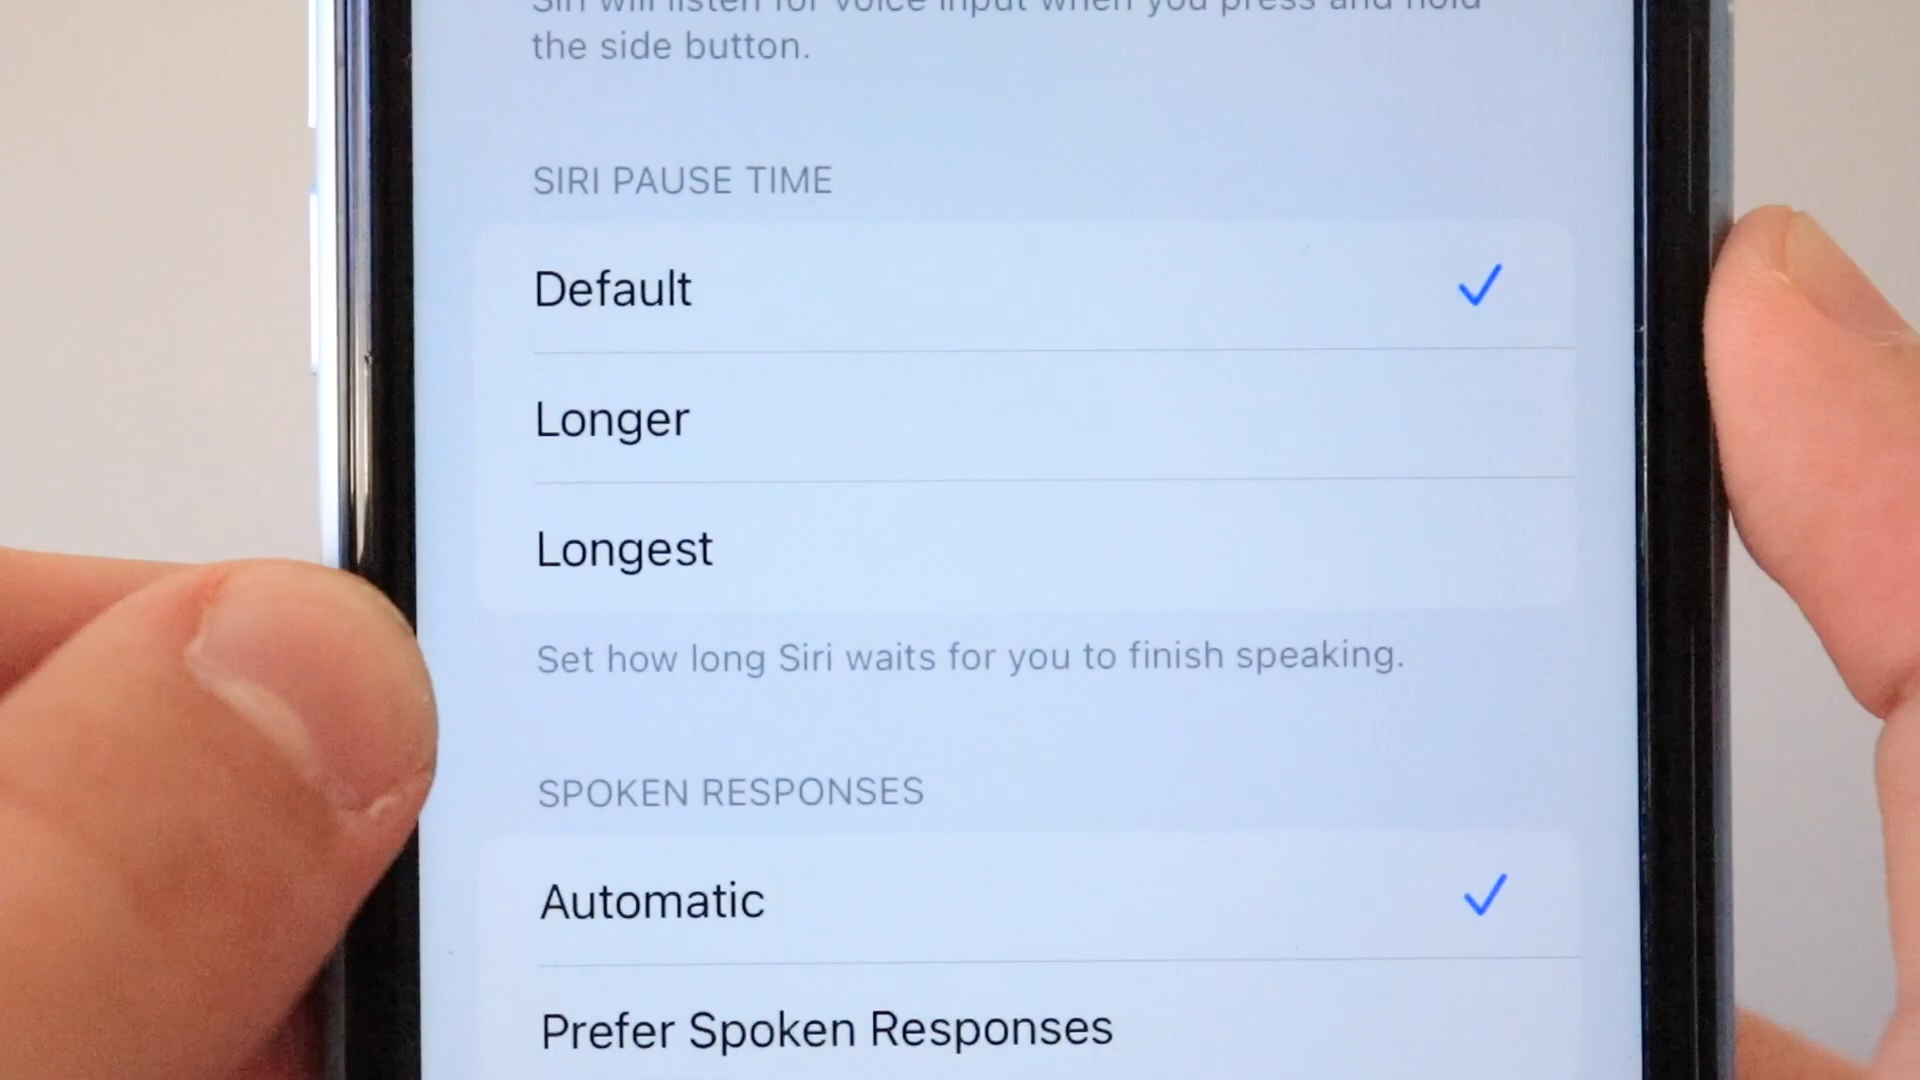 Siri will listen for voice input when you press and hold
the side button.
SIRI PAUSE TIME
Default
Longer
Longest
Set how long Siri waits for you to finish speaking.
SPOKEN RESPONSES
Automatic
Prefer Spoken Responses